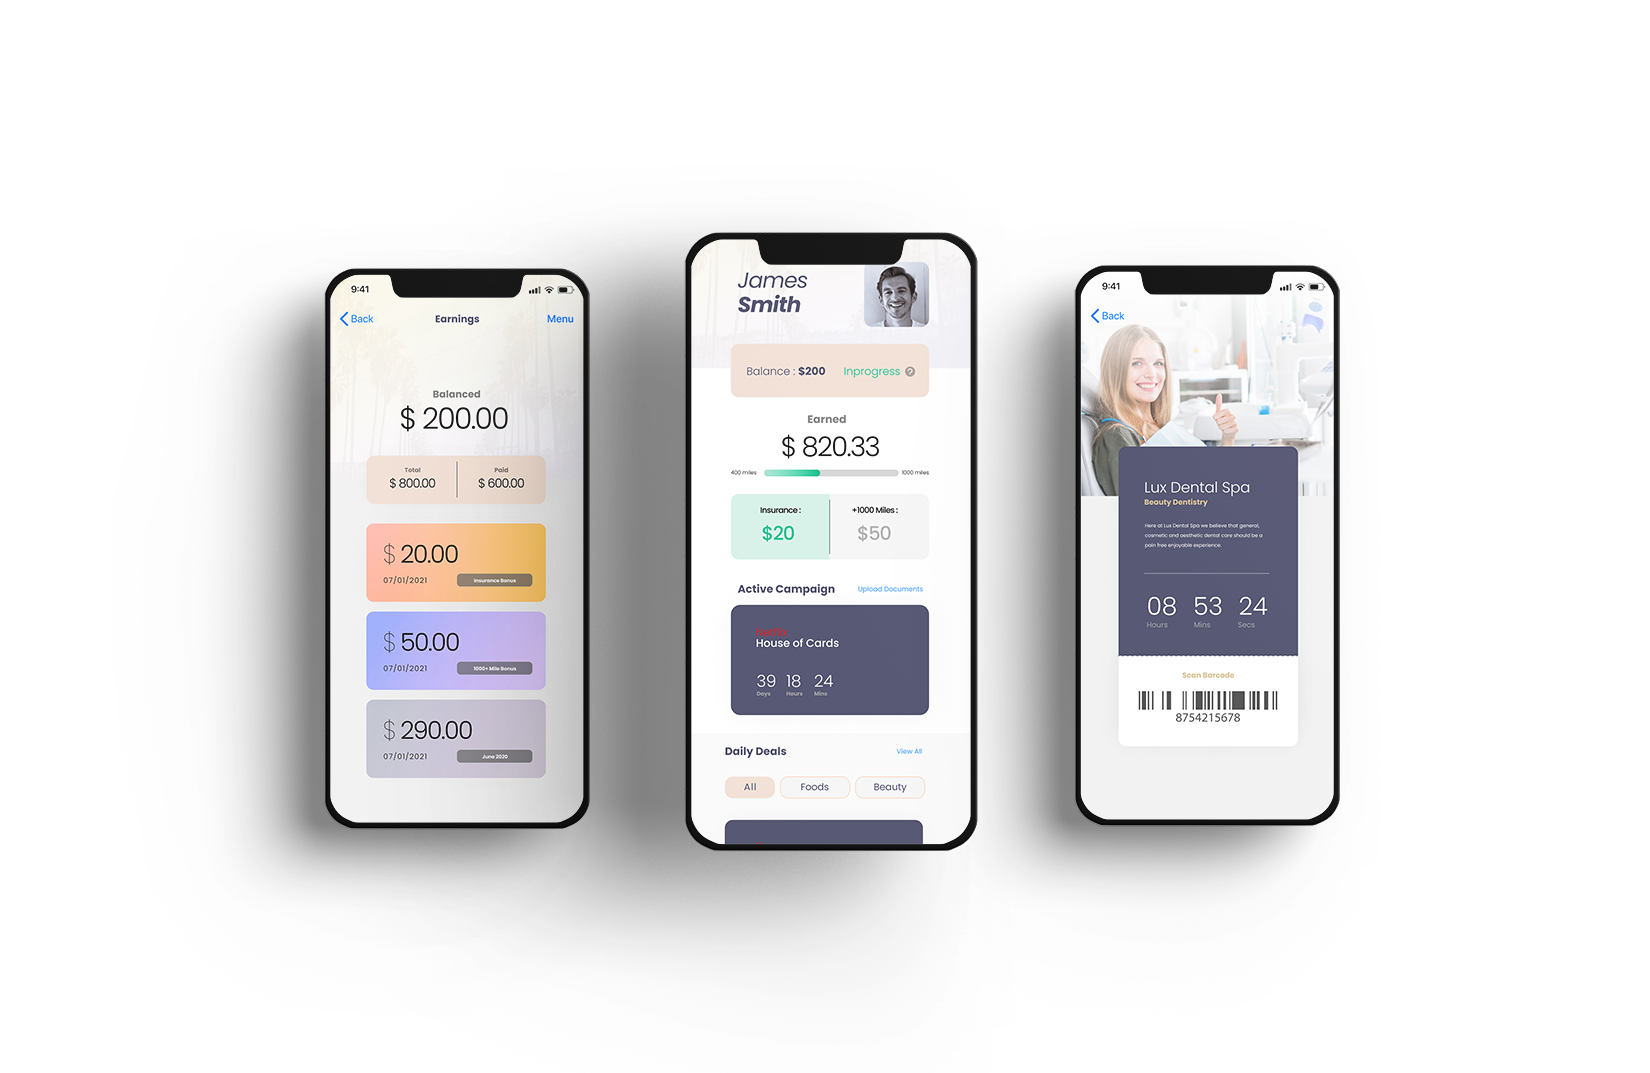 9:41
Back
Earnings
Menu
Balanced
$ 200.00
Total
Paid
$ 800.00
$ 600.00
$ 20.00
07/01/2021
Insurance Bonus
$ 50.00
07/01/2021
1000+ Mile Bonus
$ 290.00
07/01/2021
June 2020
James
Smith
Balance : $200
Inprogress
?
Earned
$ 820.33
400 miles
1000 miles
Insurance :
+1000 Miles :
$20
$50
Active Campaign
Upload Documents
Netflix
House of Cards
39 18 24
Days Hours Mins
Daily Deals
View All
All
Foods
Beauty
9:41
Back
Lux Dental Spa
Beauty Dentistry
Here at Lux Dental Spa we believe that general,
cosmetic and aesthetic dental care should be a
pain free enjoyable experience.
08 53 24
Hours Mins Secs
Scan Barcode
8754215678